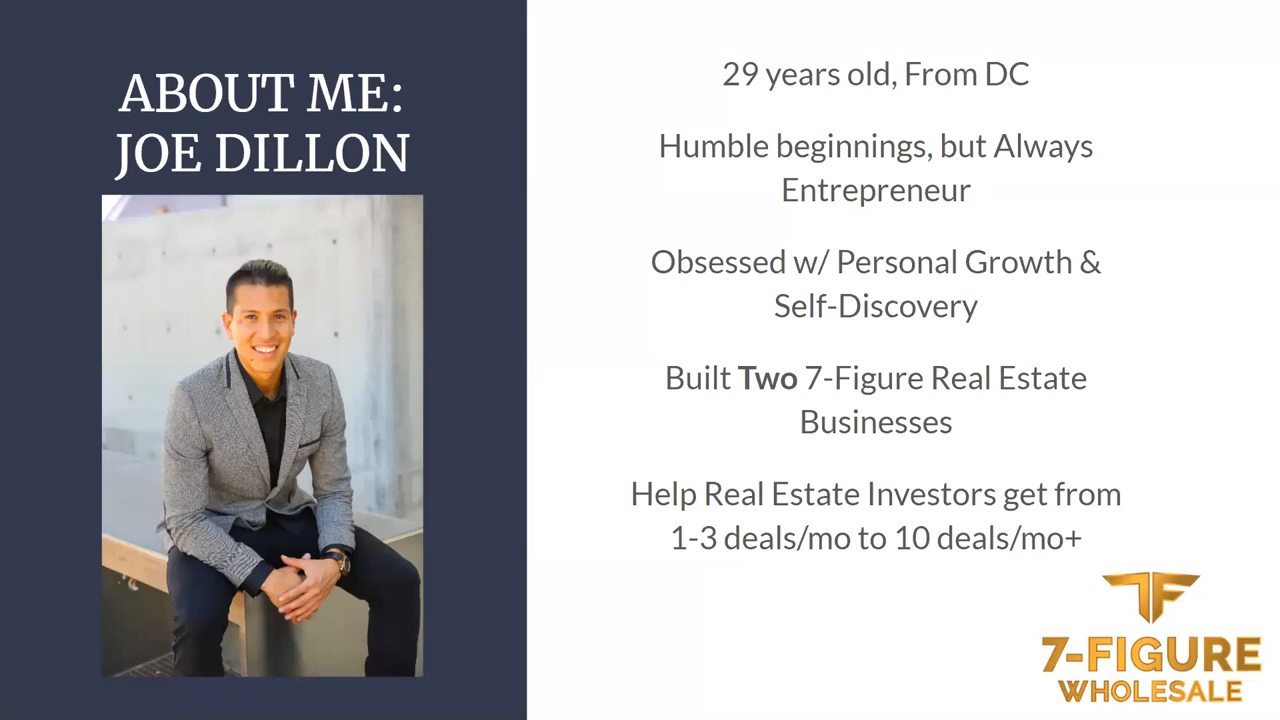 ABOUT ME:
JOE DILLON
29 years old, From DC
Humble beginnings, but Always
Entrepreneur
Obsessed w/ Personal Growth &
Self-Discovery
Built Two 7-Figure Real Estate
Businesses
Help Real Estate Investors get from
1-3 deals/mo to 10 deals/mo+
7F
7-FIGURE
WHOLESALE